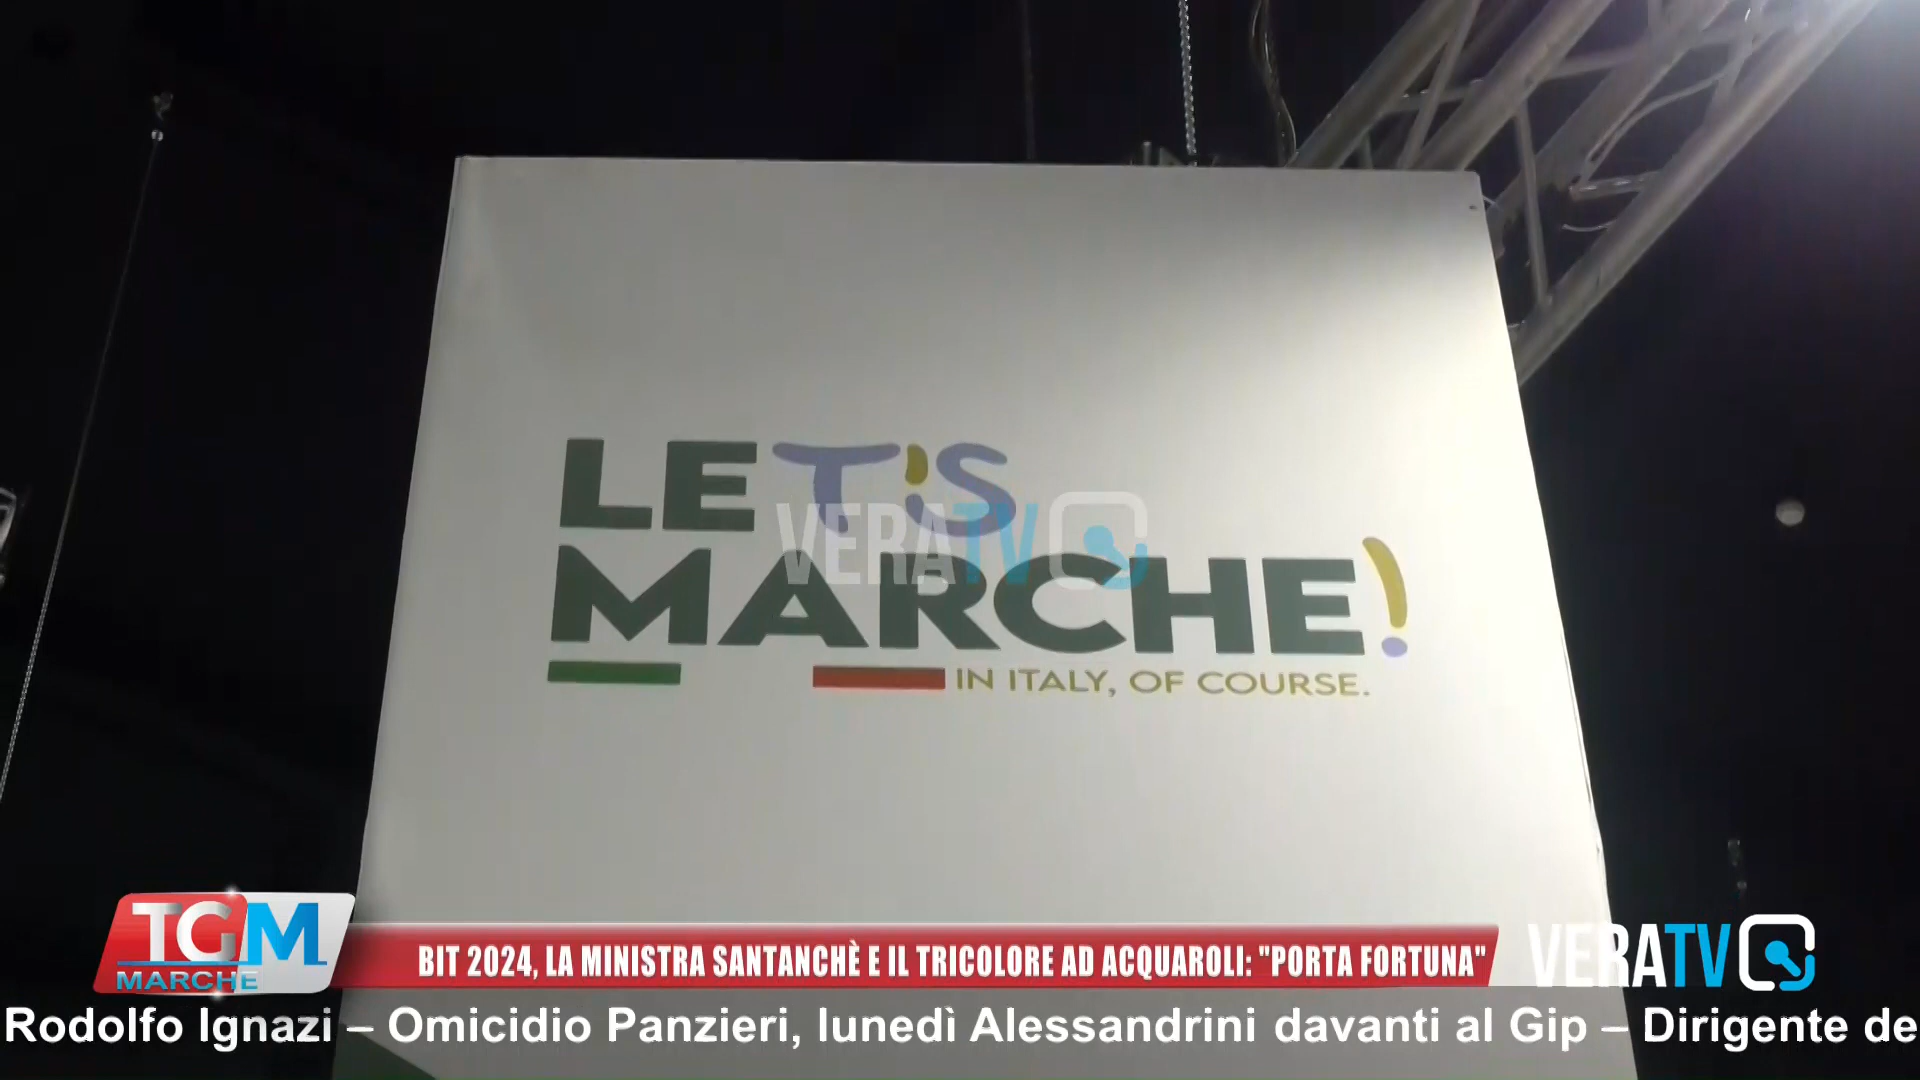 LET'S
MARCHE!
IN ITALY, OF COURSE.
VERATV
TGM
MARCHE
BIT 2024, LA MINISTRA SANTANCHÈ E IL TRICOLORE AD ACQUAROLI: "PORTA FORTUNA"
VERATV
Rodolfo Ignazi – Omicidio Panzieri, lunedì Alessandrini davanti al Gip – Dirigente de